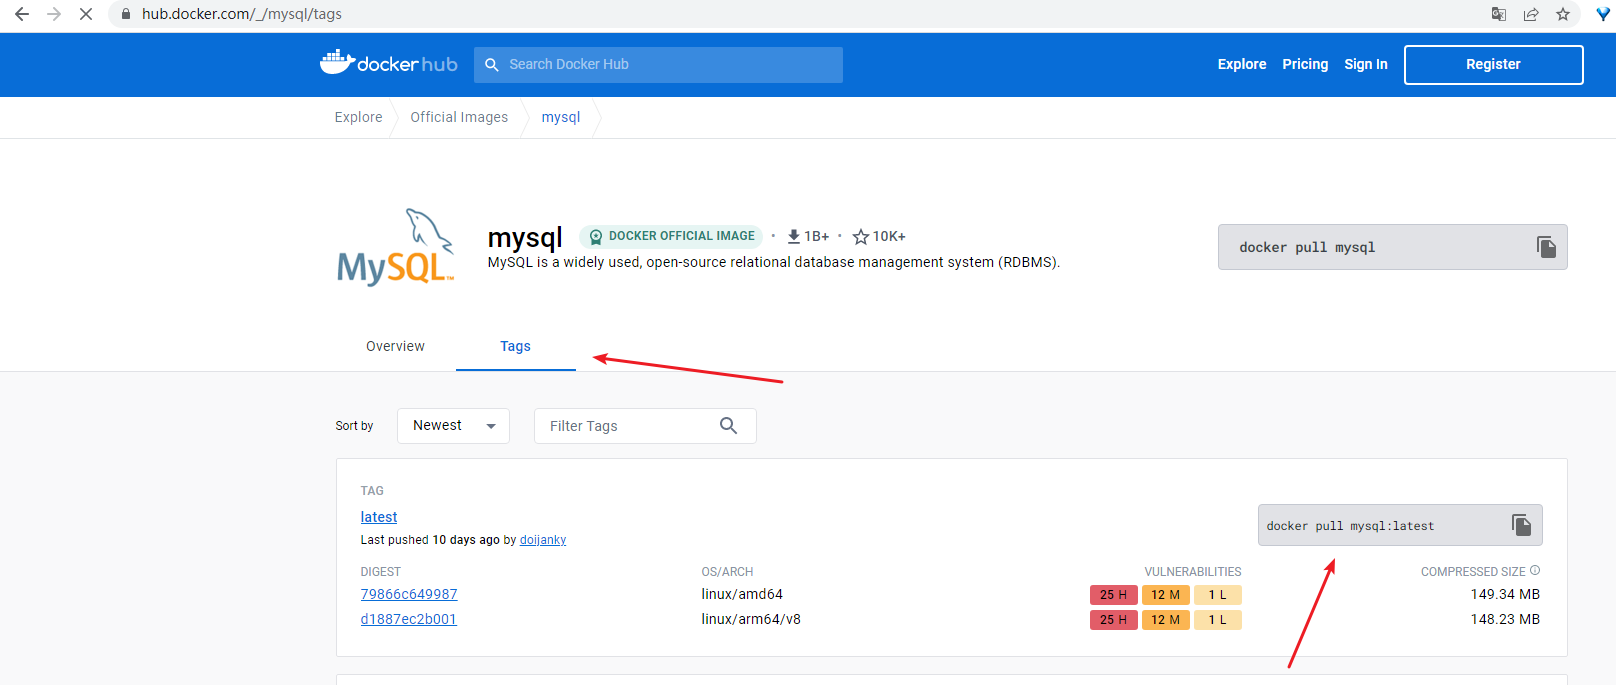 hub.docker.com/_/mysql/tags
docker hub
Search Docker Hub
Explore
Pricing
Sign In
Register
Explore
Official Images
mysql
MySQL™
mysql
DOCKER OFFICIAL IMAGE
·
1B+
·
10K+
MySQL is a widely used, open-source relational database management system (RDBMS).
docker pull mysql
Overview
Tags
Sort by
Newest
Filter Tags
TAG
latest
Last pushed 10 days ago by doijanky
docker pull mysql:latest
DIGEST
OS/ARCH
VULNERABILITIES
COMPRESSED SIZE
79866c649987
linux/amd64
25 H
12 M
1 L
149.34 MB
d1887ec2b001
linux/arm64/v8
25 H
12 M
1 L
148.23 MB